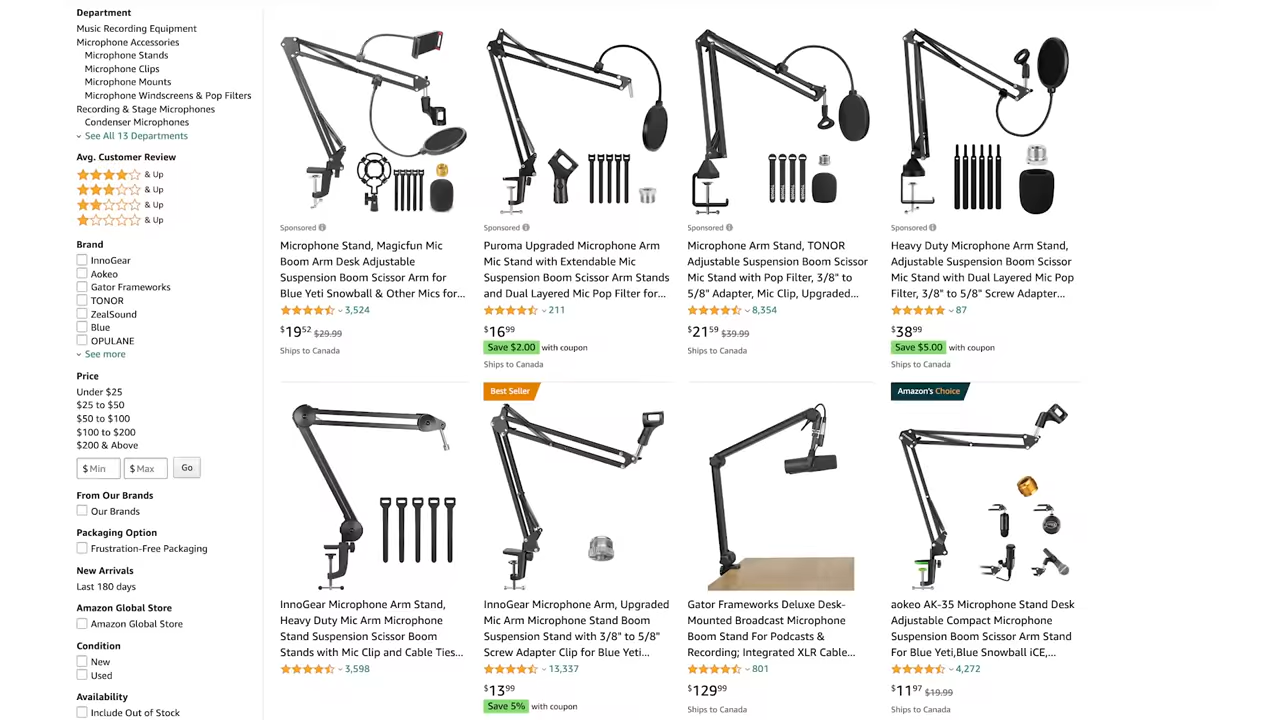 Department
Music Recording Equipment
Microphone Accessories
Microphone Stands
Microphone Clips
Microphone Mounts
Microphone Windscreens & Pop Filters
Recording & Stage Microphones
Condenser Microphones
See All 13 Departments
Avg. Customer Review
& Up
& Up
& Up
& Up
Brand
InnoGear
Aokeo
Gator Frameworks
TONOR
ZealSound
Blue
OPULANE
See more
Price
Under $25
$25 to $50
$50 to $100
$100 to $200
$200 & Above
$ Min $ Max Go
From Our Brands
Our Brands
Packaging Option
Frustration-Free Packaging
New Arrivals
Last 180 days
Amazon Global Store
Amazon Global Store
Condition
New
Used
Availability
Include Out of Stock
Sponsored
Microphone Stand, Magicfun Mic
Boom Arm Desk Adjustable
Suspension Boom Scissor Arm for
Blue Yeti Snowball & Other Mics for...
3,524
$19.52 $29.99
Ships to Canada
Sponsored
Puroma Upgraded Microphone Arm
Mic Stand with Extendable Mic
Suspension Boom Scissor Arm Stands
and Dual Layered Mic Pop Filter for...
211
$16.99
Save $2.00 with coupon
Ships to Canada
Sponsored
Microphone Arm Stand, TONOR
Adjustable Suspension Boom Scissor
Mic Stand with Pop Filter, 3/8" to
5/8" Adapter, Mic Clip, Upgraded...
8,354
$21.59 $39.99
Ships to Canada
Sponsored
Heavy Duty Microphone Arm Stand,
Adjustable Suspension Boom Scissor
Mic Stand with Dual Layered Mic Pop
Filter, 3/8" to 5/8" Screw Adapter...
87
$38.99
Save $5.00 with coupon
Ships to Canada
InnoGear Microphone Arm Stand,
Heavy Duty Mic Arm Microphone
Stand Suspension Scissor Boom
Stands with Mic Clip and Cable Ties...
3,598
Best Seller
InnoGear Microphone Arm, Upgraded
Mic Arm Microphone Stand Boom
Suspension Stand with 3/8" to 5/8"
Screw Adapter Clip for Blue Yeti...
13,337
$13.99
Save 5% with coupon
Gator Frameworks Deluxe Desk-
Mounted Broadcast Microphone
Boom Stand For Podcasts &
Recording; Integrated XLR Cable...
801
$129.99
Ships to Canada
Amazon's Choice
aokeo AK-35 Microphone Stand Desk
Adjustable Compact Microphone
Suspension Boom Scissor Arm Stand
For Blue Yeti,Blue Snowball iCE,...
4,272
$11.97 $19.99
Ships to Canada